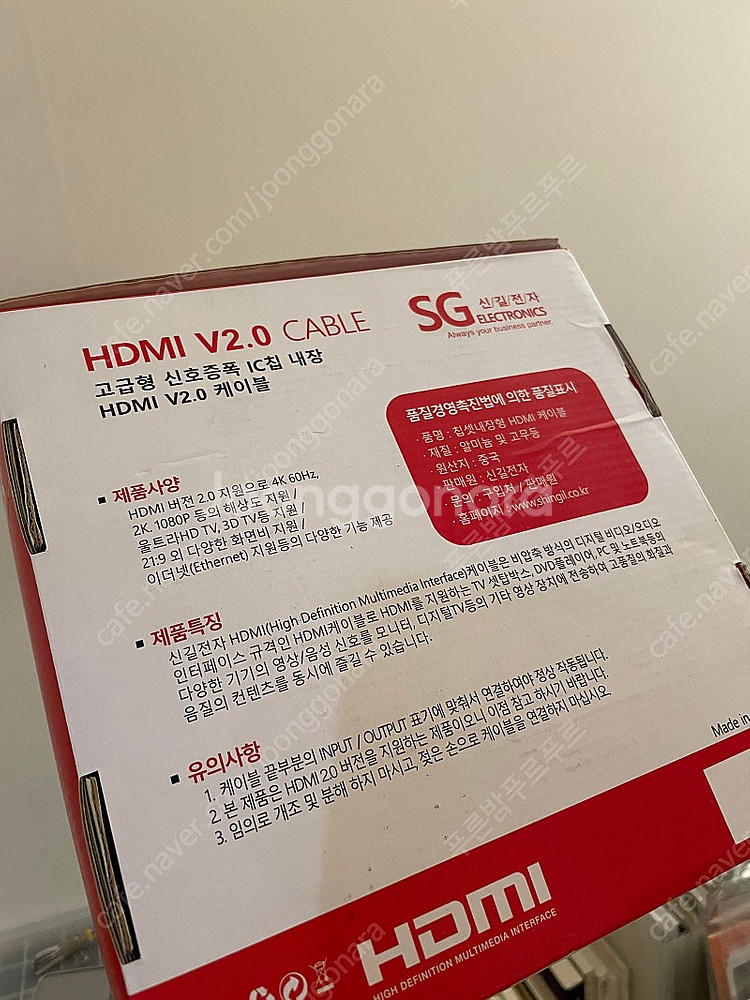 HDMI V2.0 CABLE
고급형 신호증폭 IC칩 내장
HDMI V2.0 케이블
SG 신/길/전/자
ELECTRONICS
Always your business partner.
품질경영촉진법에 의한 품질표시
· 품명 : 칩셋내장형 HDMI 케이블
· 재질 : 알미늄 및 고무등
· 원산지 : 중국
· 판매원 : 신길전자
· 문의 : 구입처 / 판매원
· 홈페이지 : www.shingil.co.kr
■ 제품사양
HDMI 버전 2.0 지원으로 4K 60Hz,
2K, 1080P 등의 해상도 지원 /
울트라HD TV, 3D TV등 지원 /
21:9 외 다양한 화면비 지원 /
이더넷(Ethernet) 지원등의 다양한 기능 제공
■ 제품특징
신길전자 HDMI(High Definition Multimedia Interface)케이블은 비압축 방식의 디지털 비디오/오디오
인터페이스 규격인 HDMI케이블로 HDMI를 지원하는 TV 셋탑박스, DVD플레이어, PC 및 노트북등의
다양한 기기의 영상/음성 신호를 모니터, 디지털TV등의 기타 영상 장치에 전송하여 고품질의 화질과
음질의 컨텐츠를 동시에 즐길 수 있습니다.
■ 유의사항
1. 케이블 끝부분의 INPUT / OUTPUT 표기에 맞춰서 연결하여야 정상 작동됩니다.
2. 본 제품은 HDMI 2.0 버전을 지원하는 제품이오니 이점 참고 하시기 바랍니다.
3. 임의로 개조 및 분해 하지 마시고, 젖은 손으로 케이블을 연결하지 마십시오.
Made in
HDMI
HIGH DEFINITION MULTIMEDIA INTERFACE
joonggonara
cafe.naver.com/joonggonara
푸른밤푸르푸르